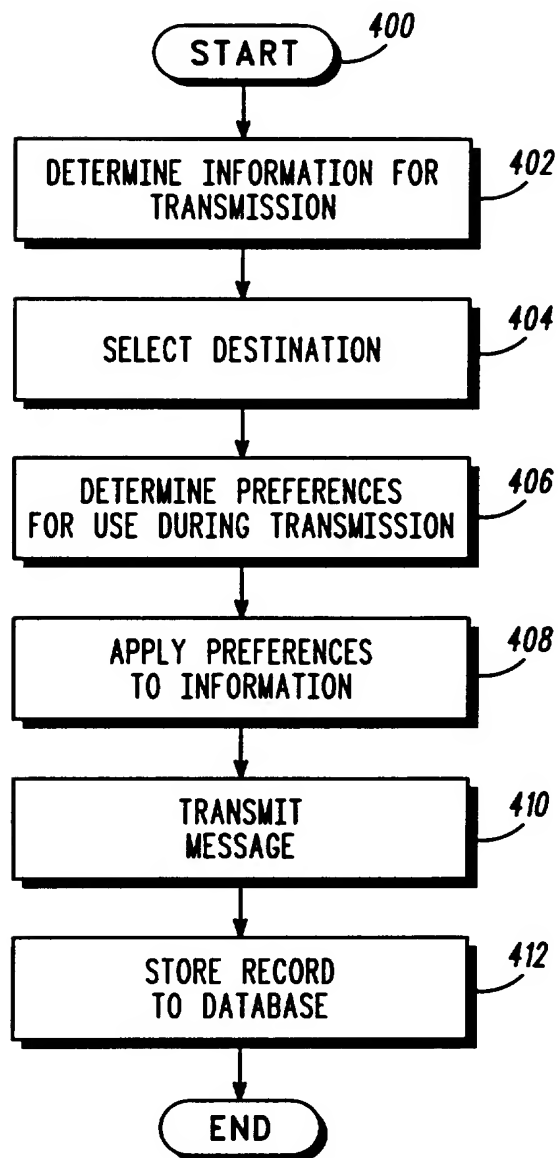 START
400
DETERMINE INFORMATION FOR
TRANSMISSION
402
SELECT DESTINATION
404
DETERMINE PREFERENCES
FOR USE DURING TRANSMISSION
406
APPLY PREFERENCES
TO INFORMATION
408
TRANSMIT
MESSAGE
410
STORE RECORD
TO DATABASE
412
END